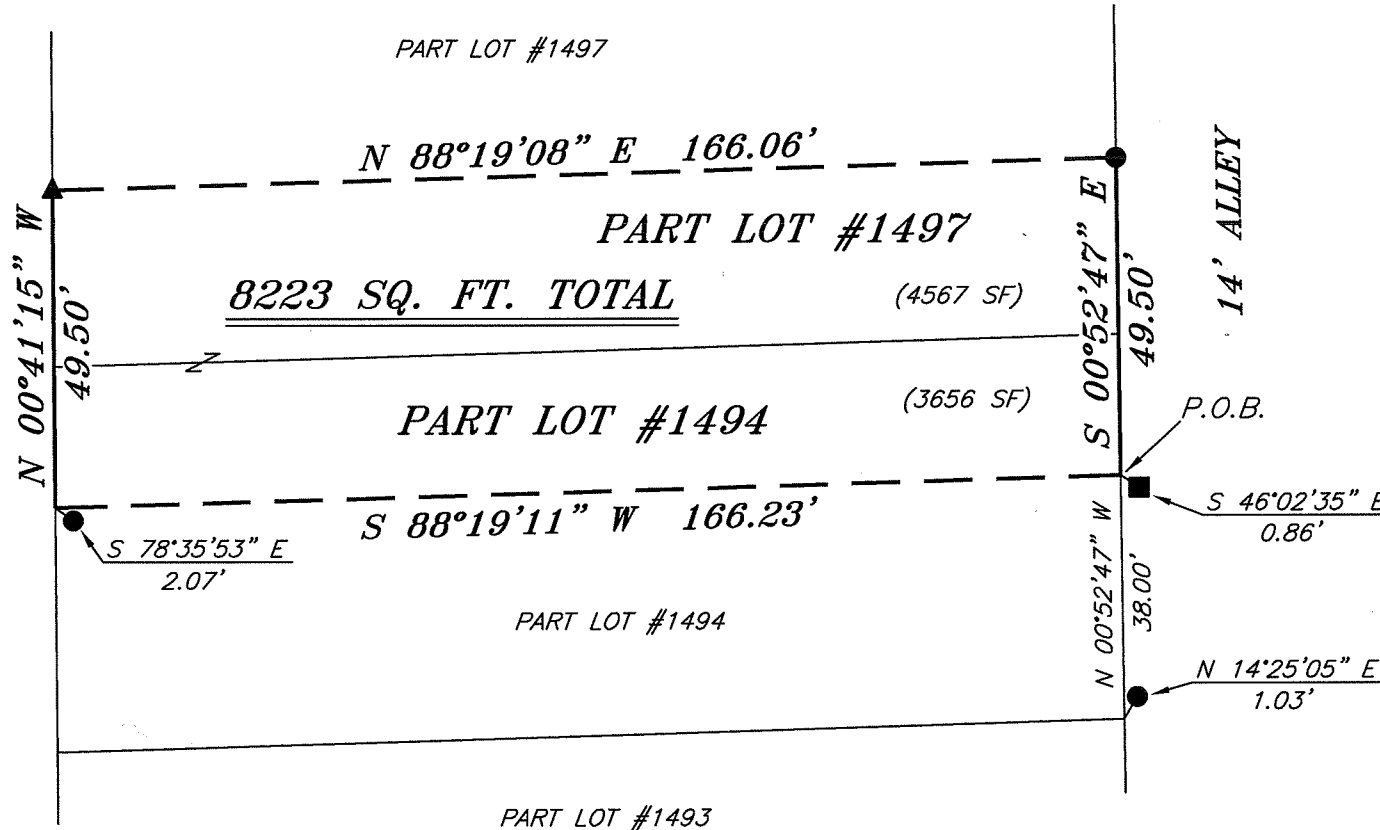 PART LOT #1497
N 88°19'08" E 166.06'
14' ALLEY
PART LOT #1497
N 00°41'15" W
49.50'
8223 SQ. FT. TOTAL
(4567 SF)
S 00°52'47" E
49.50'
(3656 SF)
PART LOT #1494
P.O.B.
S 88°19'11" W 166.23'
S 46°02'35" E
0.86'
S 78°35'53" E
2.07'
N 00°52'47" W
38.00'
PART LOT #1494
N 14°25'05" E
1.03'
PART LOT #1493